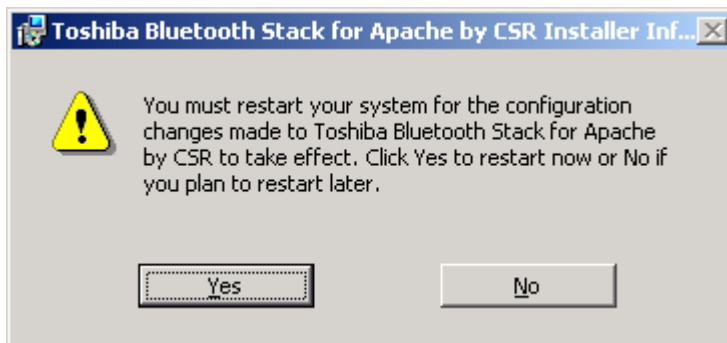 Toshiba Bluetooth Stack for Apache by CSR Installer Inf...
You must restart your system for the configuration
changes made to Toshiba Bluetooth Stack for Apache
by CSR to take effect. Click Yes to restart now or No if
you plan to restart later.
Yes
No